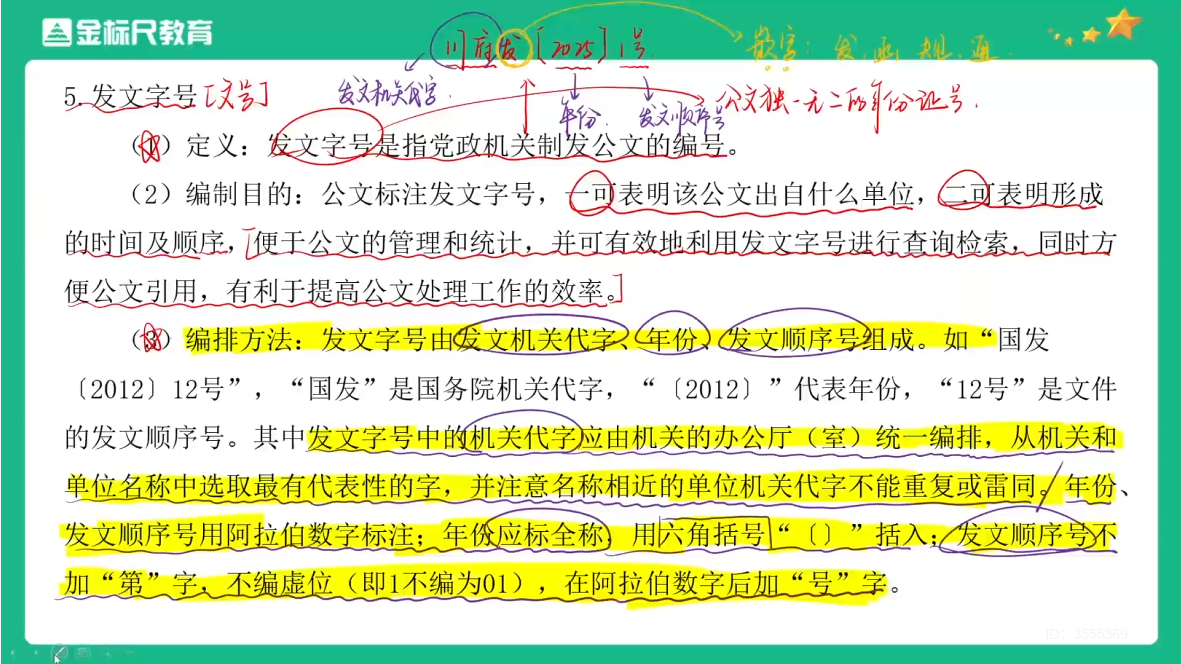 金标尺教育
川府发〔2025〕1号
嵌字：发.函.规.通.
发文机关代字.
年份.
发文顺序号
公文独一无二的身份证号.
5.发文字号[文号]
（1）定义：发文字号是指党政机关制发公文的编号。
（2）编制目的：公文标注发文字号，一可表明该公文出自什么单位，二可表明形成
的时间及顺序，便于公文的管理和统计，并可有效地利用发文字号进行查询检索，同时方
便公文引用，有利于提高公文处理工作的效率。
（3）编排方法：发文字号由发文机关代字、年份、发文顺序号组成。如“国发
〔2012〕12号”，“国发”是国务院机关代字，“〔2012〕”代表年份，“12号”是文件
的发文顺序号。其中发文字号中的机关代字应由机关的办公厅（室）统一编排，从机关和
单位名称中选取最有代表性的字，并注意名称相近的单位机关代字不能重复或雷同。年份、
发文顺序号用阿拉伯数字标注；年份应标全称，用六角括号“〔〕”括入；发文顺序号不
加“第”字，不编虚位（即1不编为01），在阿拉伯数字后加“号”字。
ID：3555369